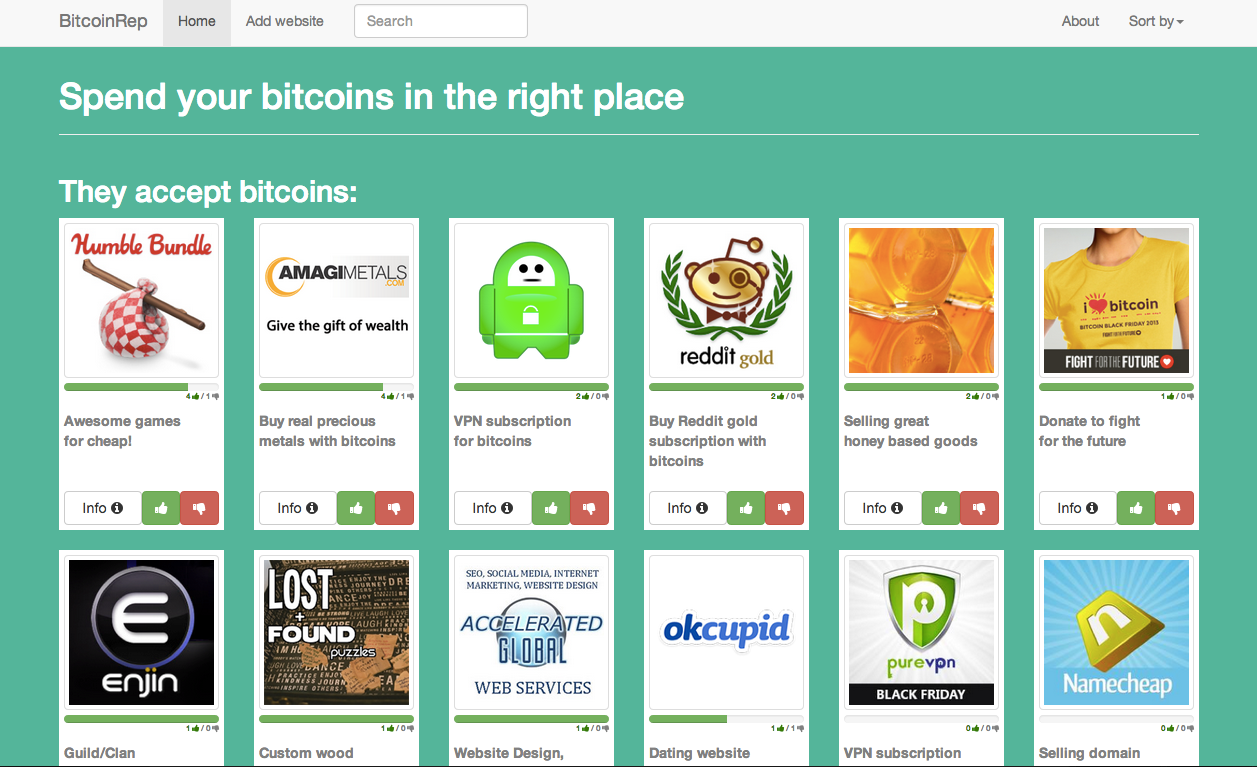 BitcoinRep Home Add website Search About Sort by
Spend your bitcoins in the right place
They accept bitcoins:
Humble Bundle
AMAGIMETALS
.COM
Give the gift of wealth
reddit gold
i bitcoin
BITCOIN BLACK FRIDAY 2013
FIGHT FOR THE FUTURE
FIGHT FOR THE FUTURE
4 / 1
4 / 1
2 / 0
2 / 0
2 / 0
1 / 0
Awesome games
for cheap!
Buy real precious
metals with bitcoins
VPN subscription
for bitcoins
Buy Reddit gold
subscription with
bitcoins
Selling great
honey based goods
Donate to fight
for the future
Info
Info
Info
Info
Info
Info
E
enjin
LOST
+
FOUND
puzzles
SEO, SOCIAL MEDIA, INTERNET
MARKETING, WEBSITE DESIGN
ACCELERATED
GLOBAL
WEB SERVICES
okcupid
p
purevpn
BLACK FRIDAY
n
Namecheap
1 / 0
1 / 0
1 / 0
1 / 1
0 / 0
0 / 0
Guild/Clan
Custom wood
Website Design,
Dating website
VPN subscription
Selling domain